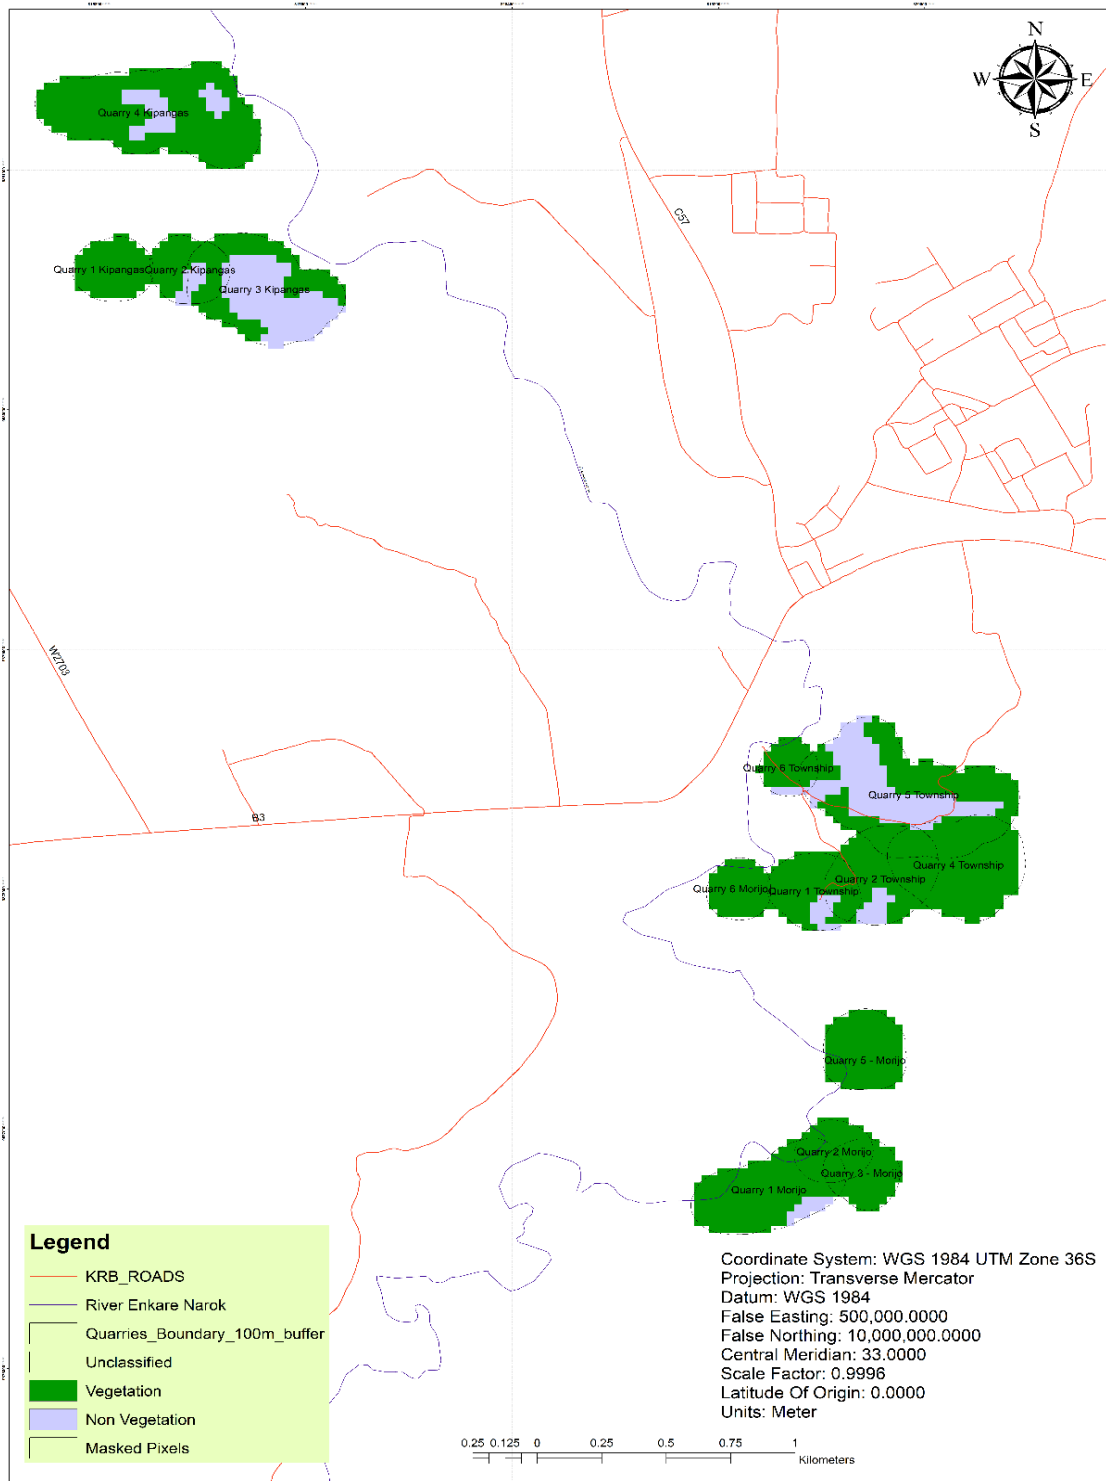 N
W E
S
Quarry 4 Kipangas
C57
Quarry 1 Kipangas
Quarry 2 Kipangas
Quarry 3 Kipangas
W2703
B3
Quarry 6 Township
Quarry 5 Township
Quarry 4 Township
Quarry 2 Township
Quarry 6 Morijo
Quarry 1 Township
Quarry 5 - Morijo
Quarry 2 Morijo
Quarry 3 - Morijo
Quarry 1 Morijo
Legend
KRB_ROADS
River Enkare Narok
Quarries_Boundary_100m_buffer
Unclassified
Vegetation
Non Vegetation
Masked Pixels
Coordinate System: WGS 1984 UTM Zone 36S
Projection: Transverse Mercator
Datum: WGS 1984
False Easting: 500,000.0000
False Northing: 10,000,000.0000
Central Meridian: 33.0000
Scale Factor: 0.9996
Latitude Of Origin: 0.0000
Units: Meter
0.25 0.125 0 0.25 0.5 0.75 1
Kilometers